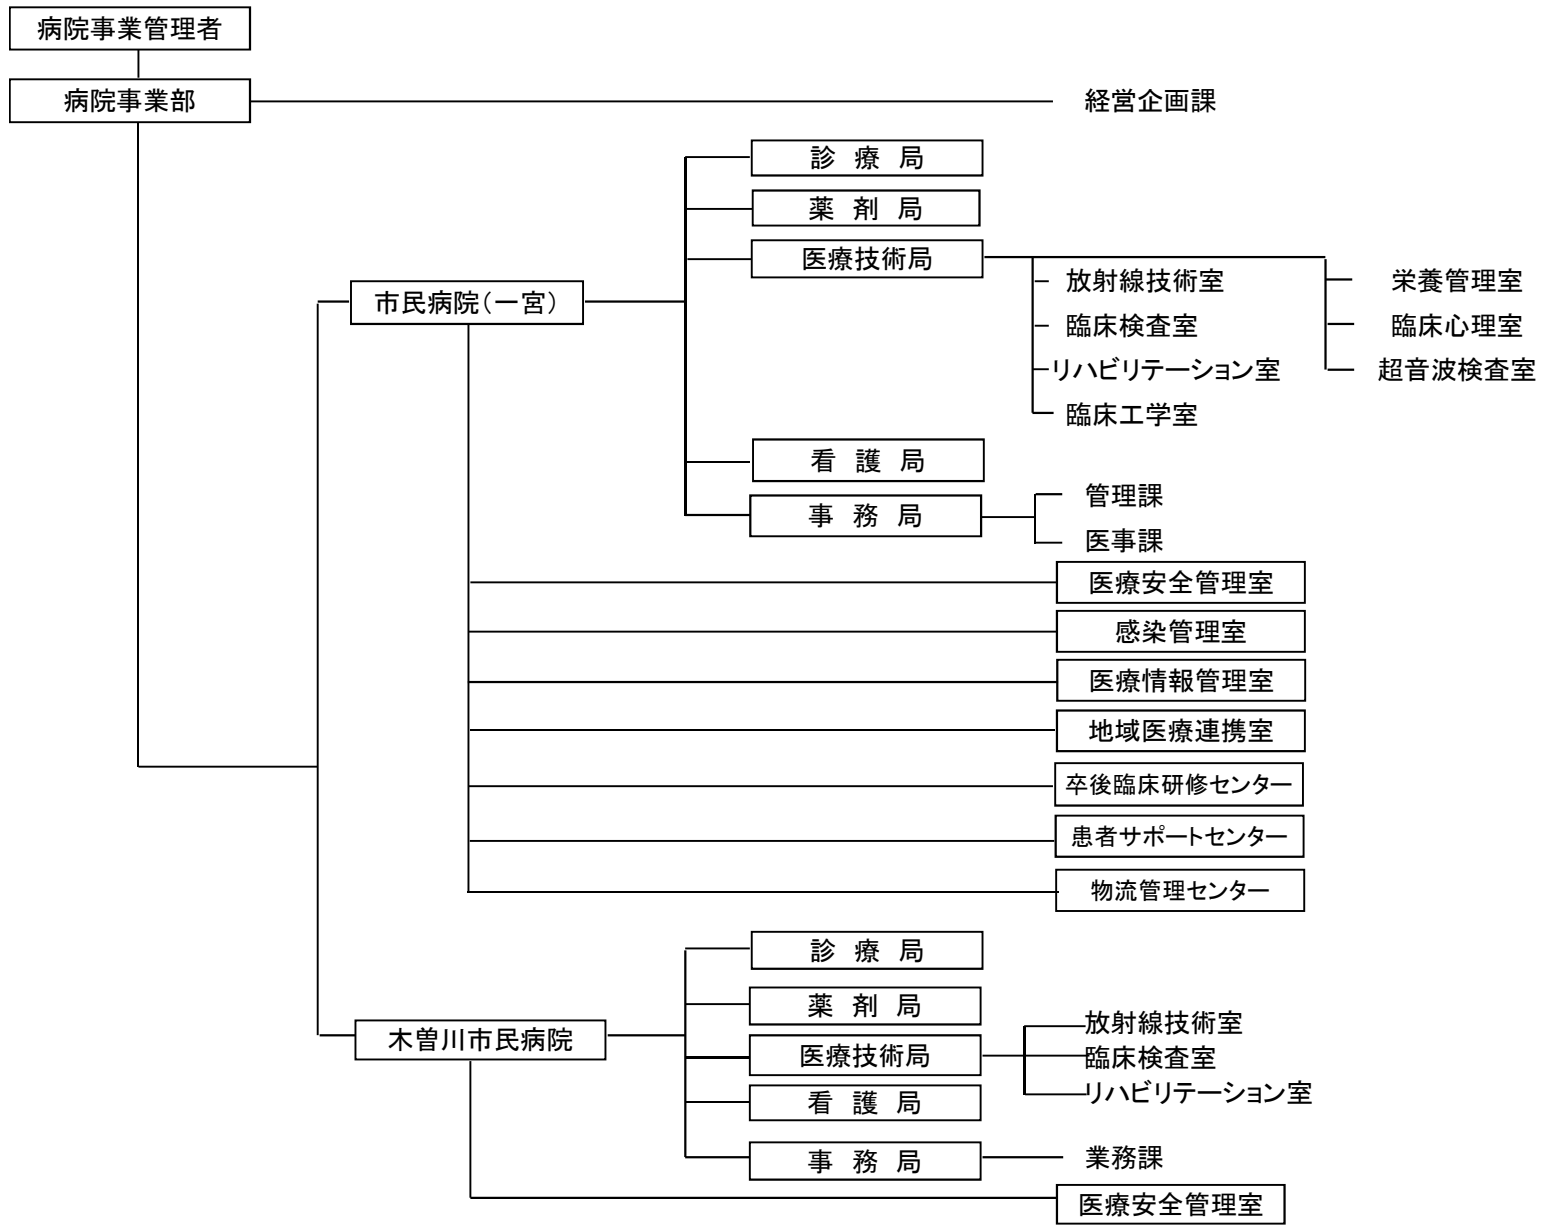 病院事業管理者
病院事業部
経営企画課
診 療 局
薬 剤 局
医療技術局
放射線技術室
栄養管理室
市民病院(一宮)
臨床検査室
臨床心理室
リハビリテーション室
超音波検査室
臨床工学室
看 護 局
管理課
事 務 局
医事課
医療安全管理室
感染管理室
医療情報管理室
地域医療連携室
卒後臨床研修センター
患者サポートセンター
物流管理センター
診 療 局
薬 剤 局
放射線技術室
木曽川市民病院
医療技術局
臨床検査室
リハビリテーション室
看 護 局
事 務 局
業務課
医療安全管理室